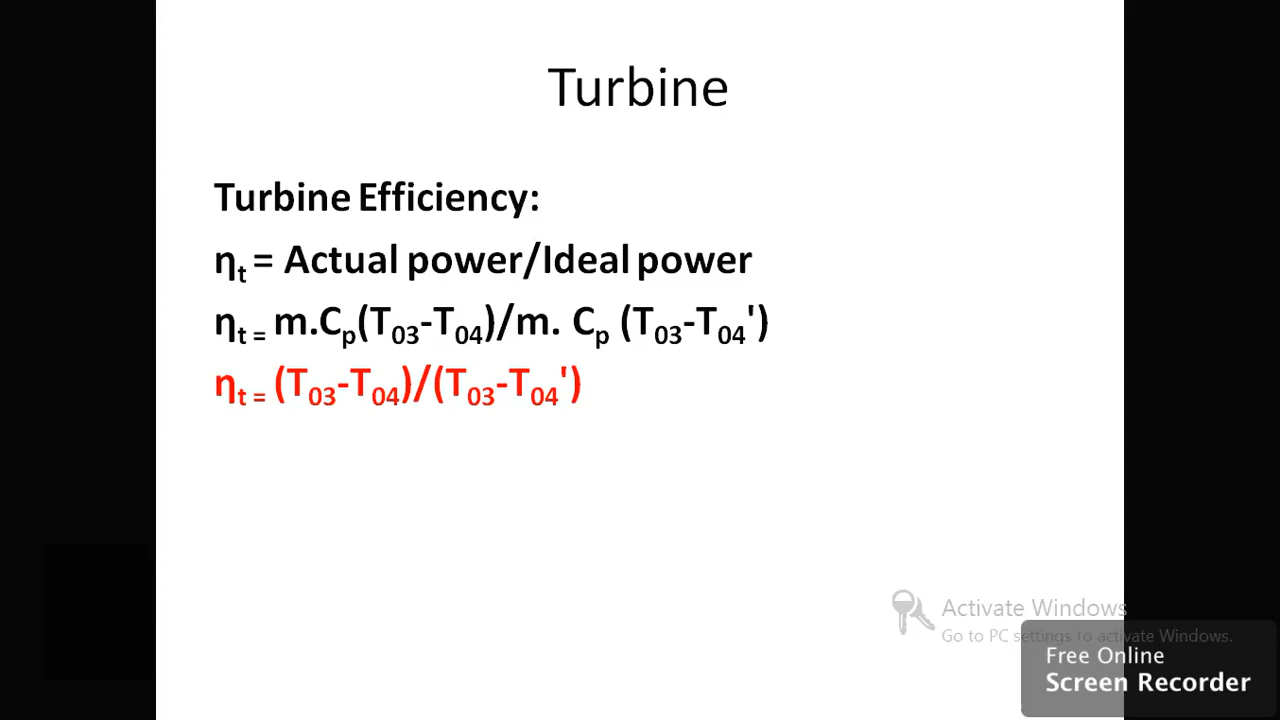 Turbine
Turbine Efficiency:
ηt = Actual power/Ideal power
ηt = m.Cp(T03-T04)/m. Cp (T03-T04')
ηt = (T03-T04)/(T03-T04')
Activate Windows
Go to PC settings to activate Windows.
Free Online
Screen Recorder